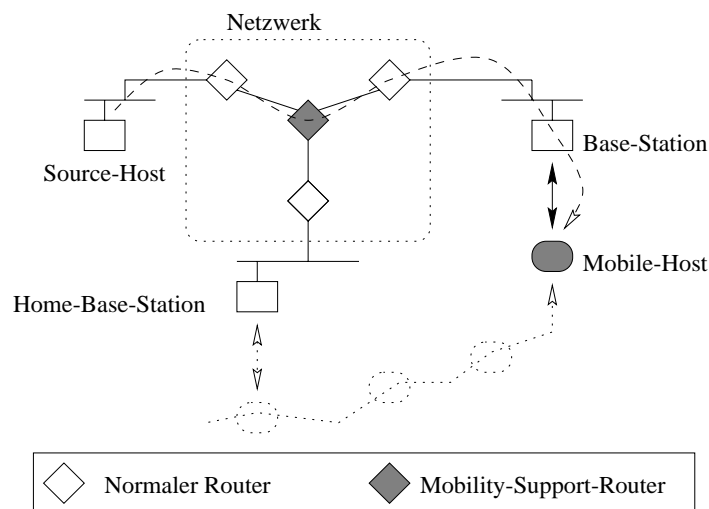 Netzwerk
Source-Host
Base-Station
Mobile-Host
Home-Base-Station
Normaler Router
Mobility-Support-Router